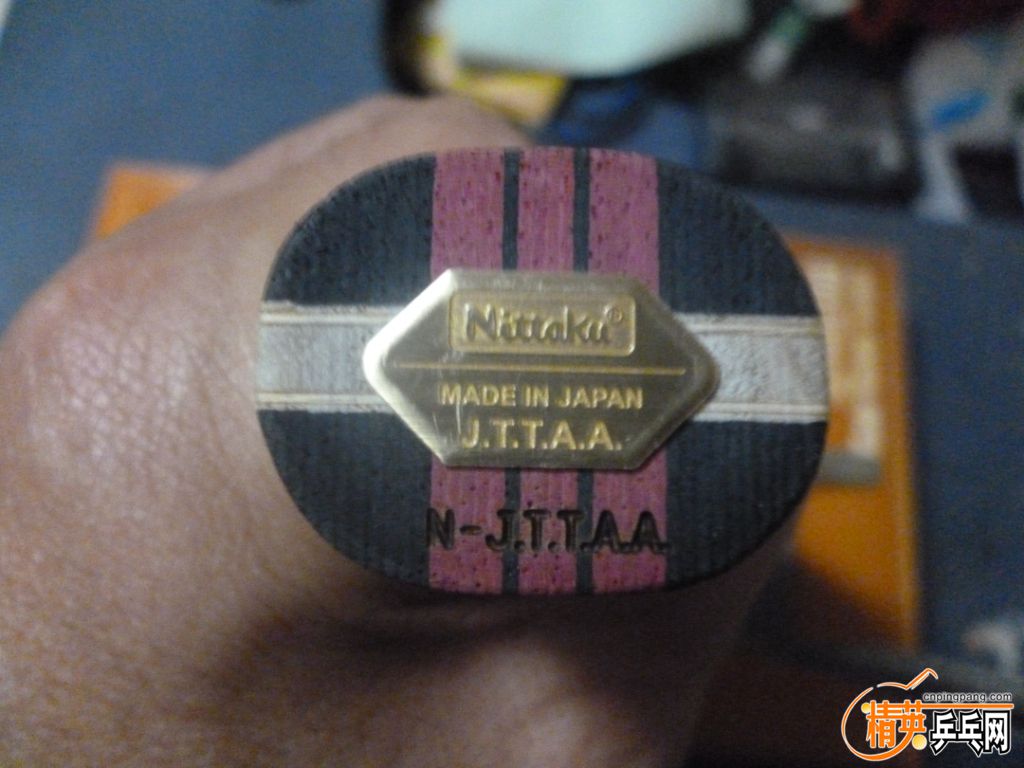 Nittaku®
MADE IN JAPAN
J.T.T.A.A.
N-J.T.T.A.A.
cnpingpang.com
精英乒乓网